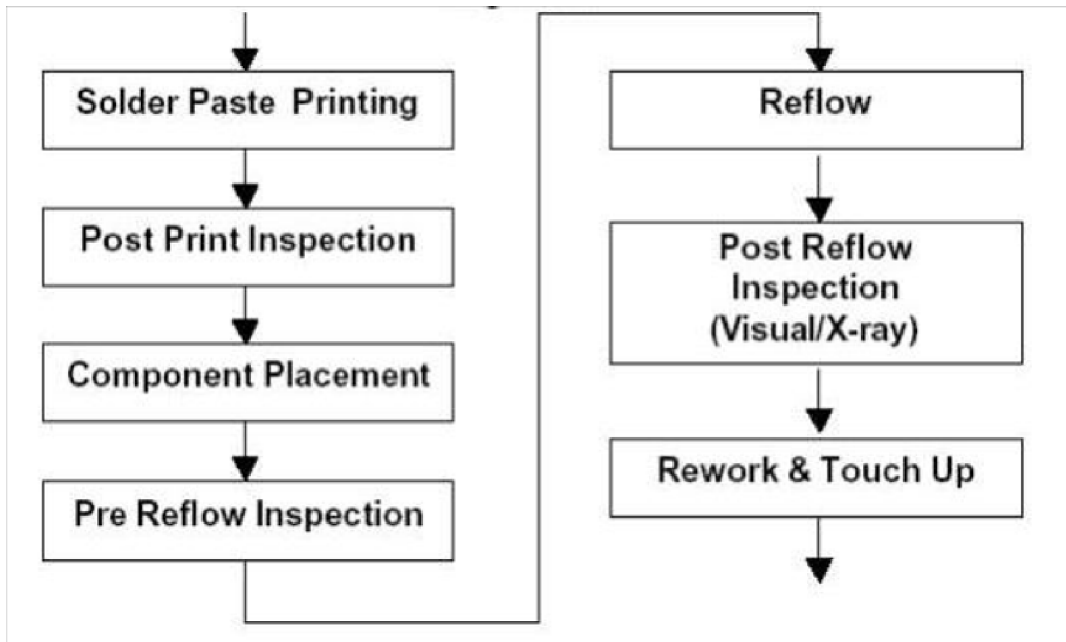 Solder Paste Printing
Post Print Inspection
Component Placement
Pre Reflow Inspection
Reflow
Post Reflow
Inspection
(Visual/X-ray)
Rework & Touch Up